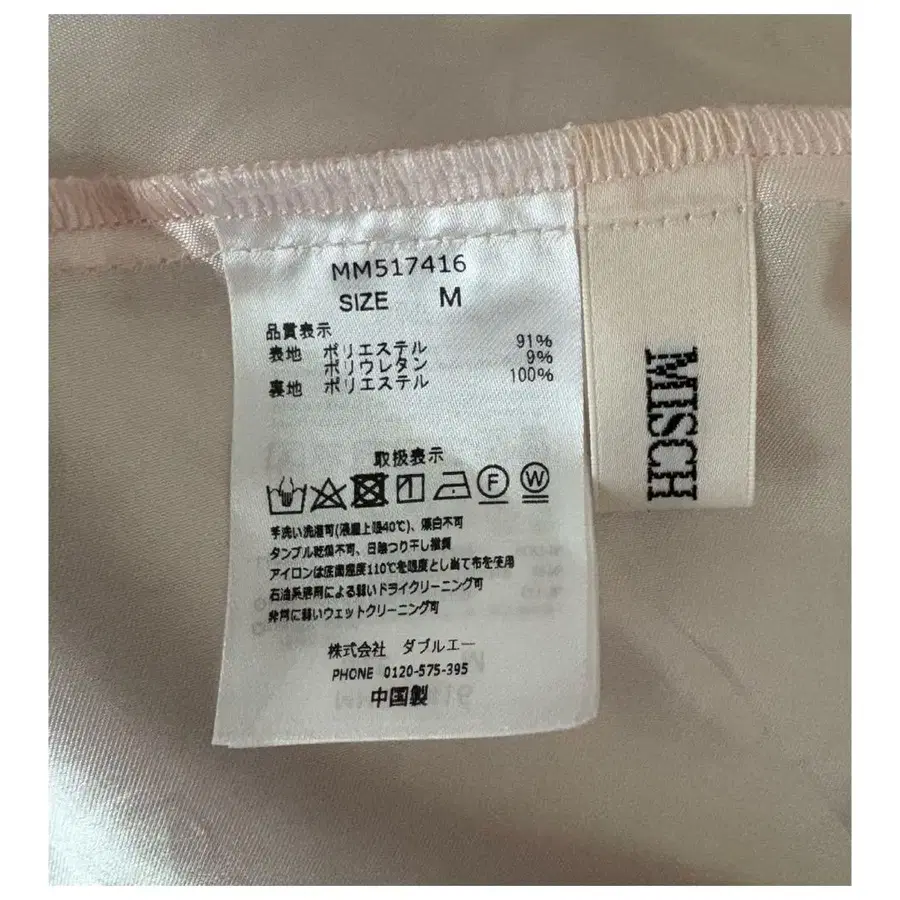 MM517416
SIZE M
品質表示
表地 ポリエステル 91%
ポリウレタン 9%
裏地 ポリエステル 100%
取扱表示
F W
手洗い洗濯可(液温上限40℃)、漂白不可
タンブル乾燥不可、日陰つり干し推奨
アイロンは底面温度110℃を限度とし当て布を使用
石油系溶剤による弱いドライクリーニング可
非常に弱いウェットクリーニング可
株式会社 ダブルエー
PHONE 0120-575-395
中国製
MISCH